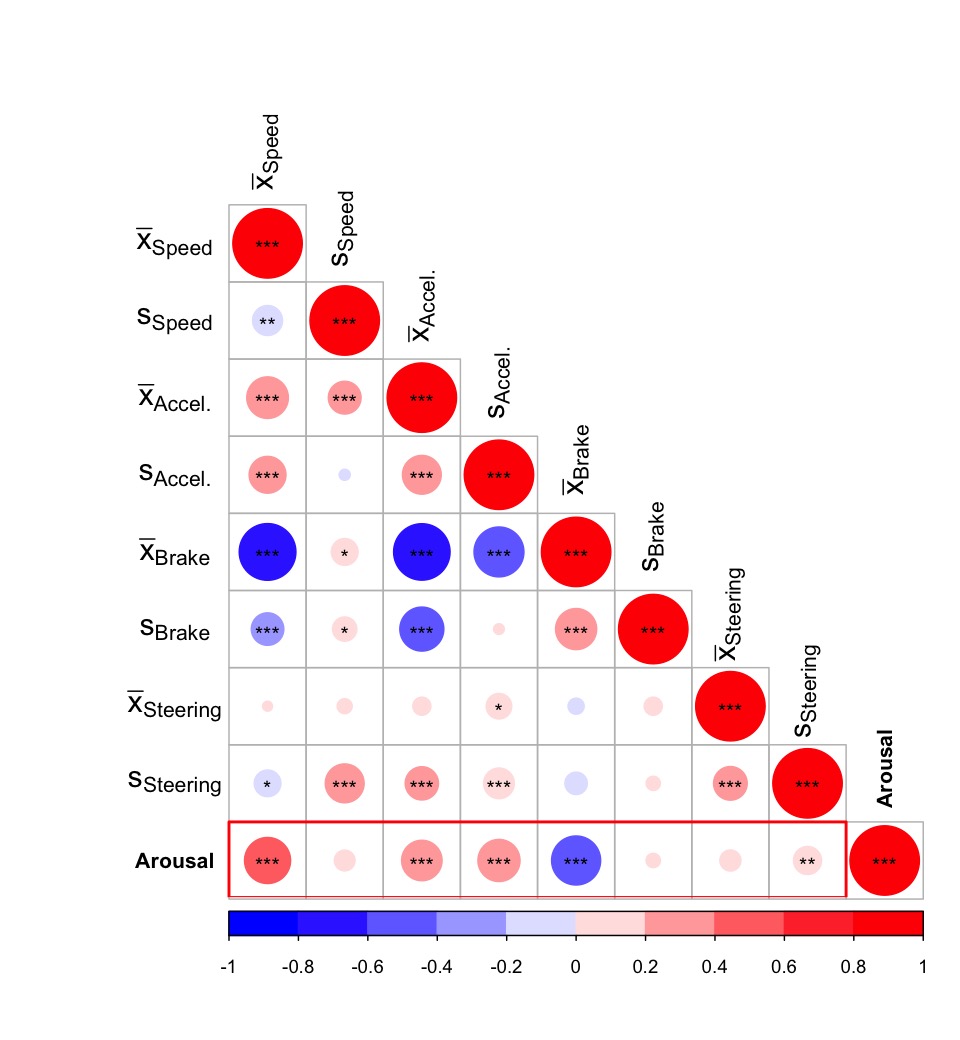 x̄Speed
sSpeed
x̄Accel.
sAccel.
x̄Brake
sBrake
x̄Steering
sSteering
Arousal
x̄Speed ***
sSpeed ** ***
x̄Accel. *** *** ***
sAccel. *** *** ***
x̄Brake *** * *** *** ***
sBrake *** * *** *** ***
x̄Steering * ***
sSteering * *** *** *** *** ***
Arousal *** *** *** *** ** ***
-1 -0.8 -0.6 -0.4 -0.2 0 0.2 0.4 0.6 0.8 1